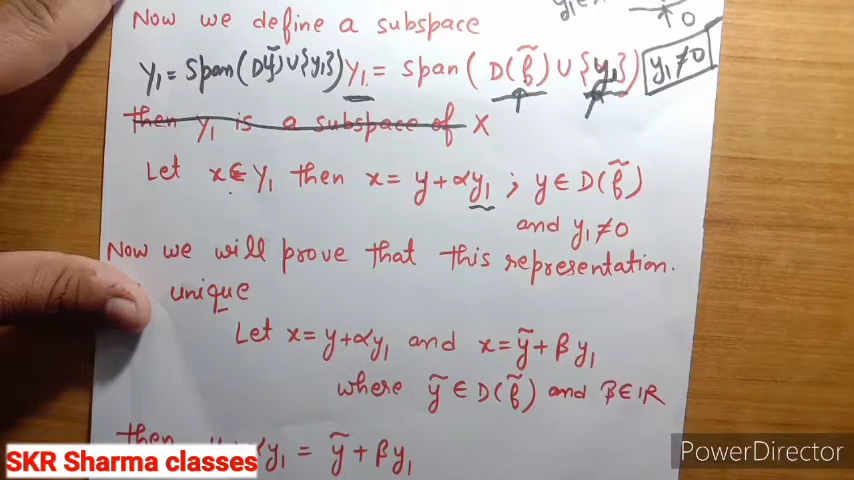 Now we define a subspace
y₁ ≠ 0
Y₁ = Span( D(f̃) ∪ {y₁}) Y₁ = span ( D(f̃) ∪ {y₁})
then Y₁ is a subspace of X
Let x ∈ Y₁ then x = y + αy₁ ; y ∈ D(f̃)
and y₁ ≠ 0
Now we will prove that this representation.
unique
Let x = y + αy₁ and x = ỹ + βy₁
where ỹ ∈ D(f̃) and β ∈ IR
then αy₁ = ỹ + βy₁
SKR Sharma classes
PowerDirector